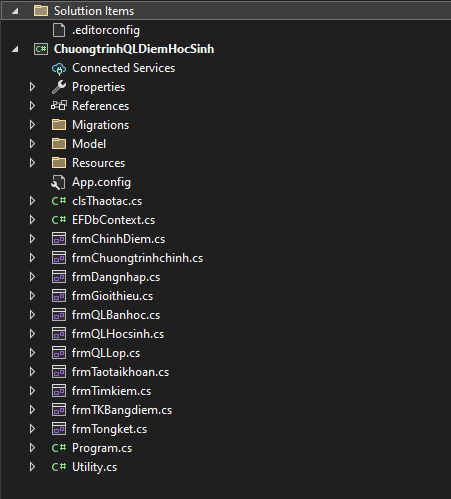 Solution Items
.editorconfig
C# ChuongtrinhQLDiemHocSinh
Connected Services
Properties
References
Migrations
Model
Resources
App.config
C# clsThaotac.cs
C# EFDbContext.cs
frmChinhDiem.cs
frmChuongtrinhchinh.cs
frmDangnhap.cs
frmGioithieu.cs
frmQLBanhoc.cs
frmQLHocsinh.cs
frmQLLop.cs
frmTaotaikhoan.cs
frmTimkiem.cs
frmTKBangdiem.cs
frmTongket.cs
C# Program.cs
C# Utility.cs